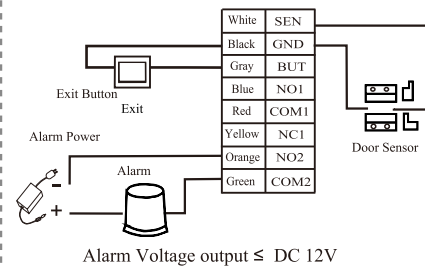 White SEN
Black GND
Gray BUT
Blue NO1
Red COM1
Yellow NC1
Orange NO2
Green COM2
Exit Button
Exit
Door Sensor
Alarm Power
Alarm
-
+
Alarm Voltage output ≤ DC 12V